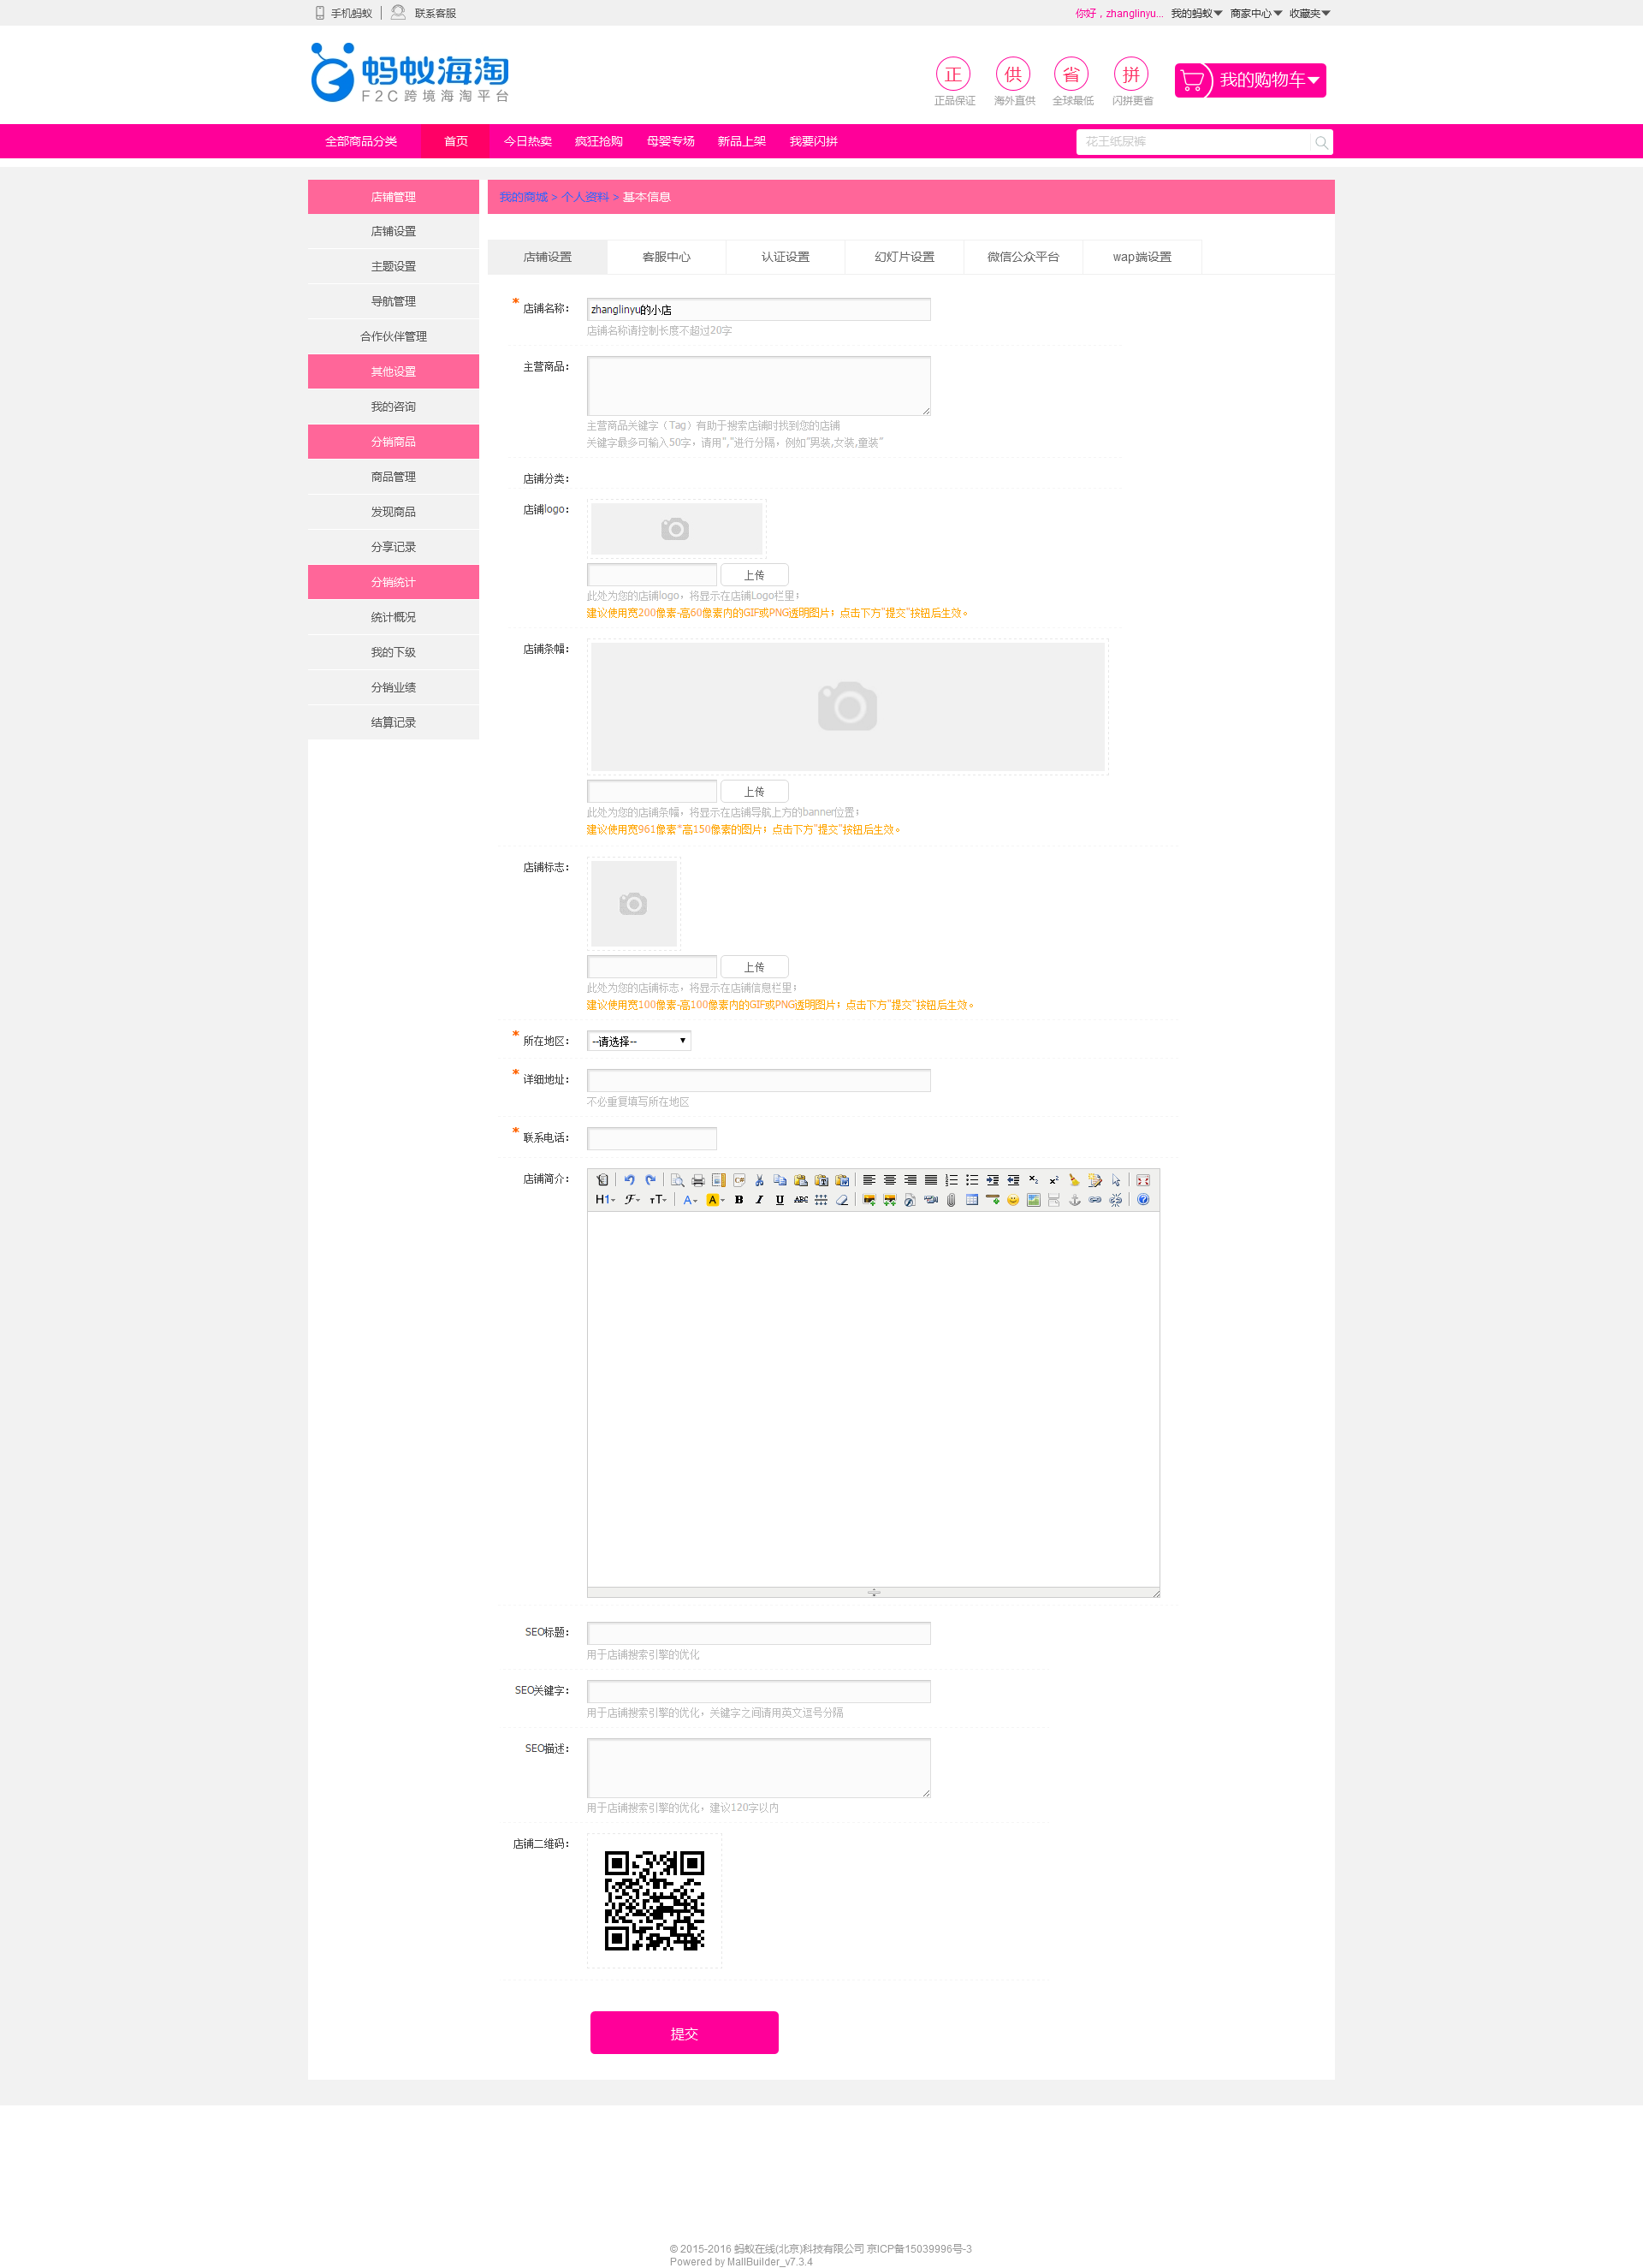 手机蚂蚁 联系客服 你好，zhanglinyu... 我的蚂蚁 商家中心 收藏夹
蚂蚁海淘
F2C跨境海淘平台
正 供 省 拼
正品保证 海外直供 全球最低 闪拼更省
我的购物车
全部商品分类 首页 今日热卖 疯狂抢购 母婴专场 新品上架 我要闪拼 花王纸尿裤
店铺管理
店铺设置
主题设置
导航管理
合作伙伴管理
其他设置
我的咨询
分销商品
商品管理
发现商品
分享记录
分销统计
统计概况
我的下级
分销业绩
结算记录
我的商城 > 个人资料 > 基本信息
店铺设置 客服中心 认证设置 幻灯片设置 微信公众平台 wap端设置
* 店铺名称： zhanglinyu的小店
店铺名称请控制长度不超过20字
主营商品：
主营商品关键字（Tag）有助于搜索店铺时找到您的店铺
关键字最多可输入50字，请用","进行分隔，例如"男装,女装,童装"
店铺分类：
店铺logo：
上传
此处为您的店铺logo，将显示在店铺Logo栏里；
建议使用宽200像素-高60像素内的GIF或PNG透明图片；点击下方"提交"按钮后生效。
店铺条幅：
上传
此处为您的店铺条幅，将显示在店铺导航上方的banner位置；
建议使用宽961像素*高150像素的图片；点击下方"提交"按钮后生效。
店铺标志：
上传
此处为您的店铺标志，将显示在店铺信息栏里；
建议使用宽100像素-高100像素内的GIF或PNG透明图片；点击下方"提交"按钮后生效。
* 所在地区： --请选择--
* 详细地址：
不必重复填写所在地区
* 联系电话：
店铺简介：
SEO标题：
用于店铺搜索引擎的优化
SEO关键字：
用于店铺搜索引擎的优化，关键字之间请用英文逗号分隔
SEO描述：
用于店铺搜索引擎的优化，建议120字以内
店铺二维码：
提交
© 2015-2016 蚂蚁在线(北京)科技有限公司 京ICP备15039996号-3
Powered by MallBuilder_v7.3.4